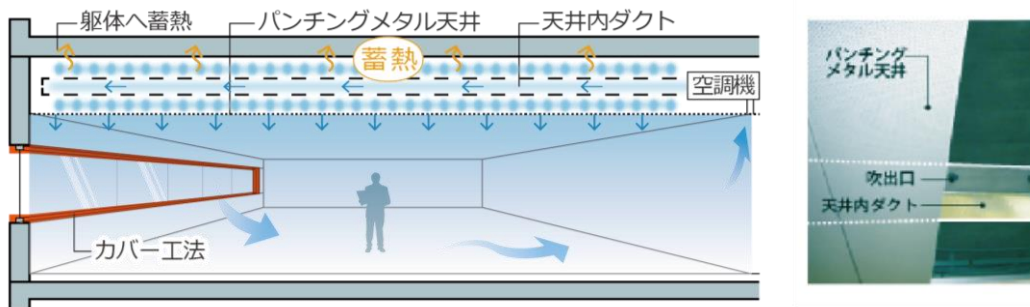 躯体へ蓄熱
パンチングメタル天井
天井内ダクト
蓄熱
空調機
カバー工法
パンチング
メタル天井
吹出口
天井内ダクト